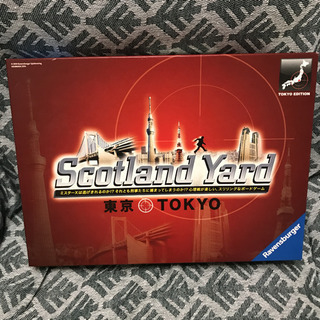 TOKYO EDITION
Scotland Yard
ミスターXは逃げきれるのか!? それとも刑事たちに捕まってしまうのか!? 心理戦が楽しい、スリリングなボードゲーム
東京 TOKYO
Ravensburger